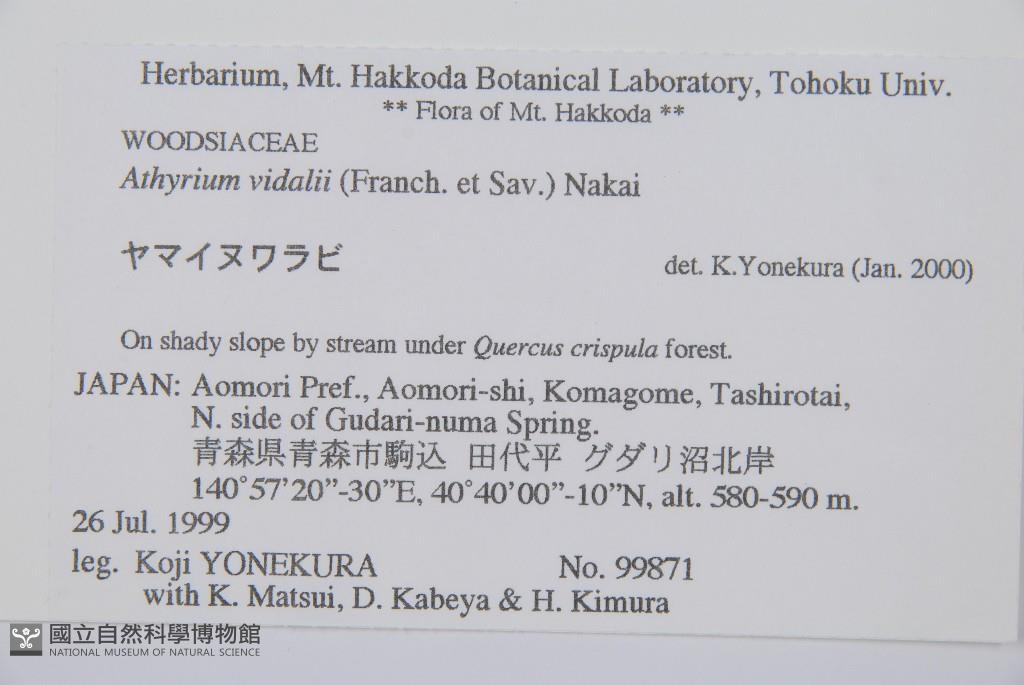 Herbarium, Mt. Hakkoda Botanical Laboratory, Tohoku Univ.
** Flora of Mt. Hakkoda **
WOODSIACEAE
Athyrium vidalii (Franch. et Sav.) Nakai
ヤマイヌワラビ
det. K.Yonekura (Jan. 2000)
On shady slope by stream under Quercus crispula forest.
JAPAN: Aomori Pref., Aomori-shi, Komagome, Tashirotai,
N. side of Gudari-numa Spring.
青森県青森市駒込 田代平 グダリ沼北岸
140°57'20”-30”E, 40°40'00”-10”N, alt. 580-590 m.
26 Jul. 1999
leg. Koji YONEKURA No. 99871
with K. Matsui, D. Kabeya & H. Kimura
國立自然科學博物館
NATIONAL MUSEUM OF NATURAL SCIENCE